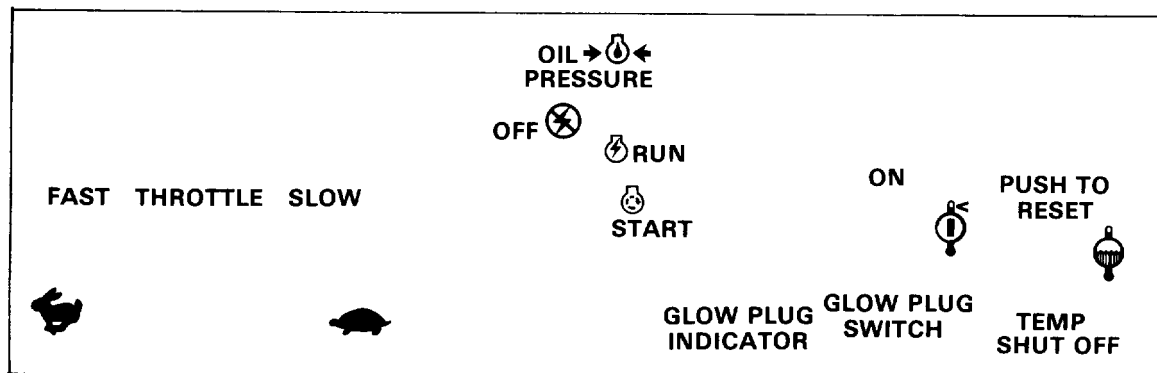 OIL
PRESSURE
OFF
RUN
START
FAST THROTTLE SLOW
ON
PUSH TO
RESET
GLOW PLUG
INDICATOR
GLOW PLUG
SWITCH
TEMP
SHUT OFF